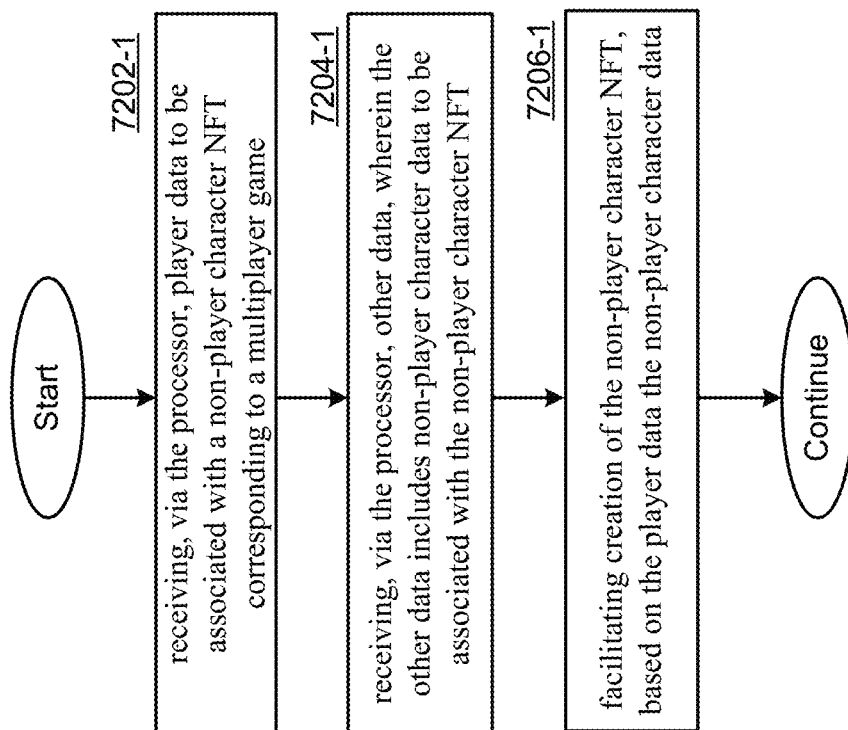 Start
7202-1
receiving, via the processor, player data to be
associated with a non-player character NFT
corresponding to a multiplayer game
7204-1
receiving, via the processor, other data, wherein the
other data includes non-player character data to be
associated with the non-player character NFT
7206-1
facilitating creation of the non-player character NFT,
based on the player data the non-player character data
Continue